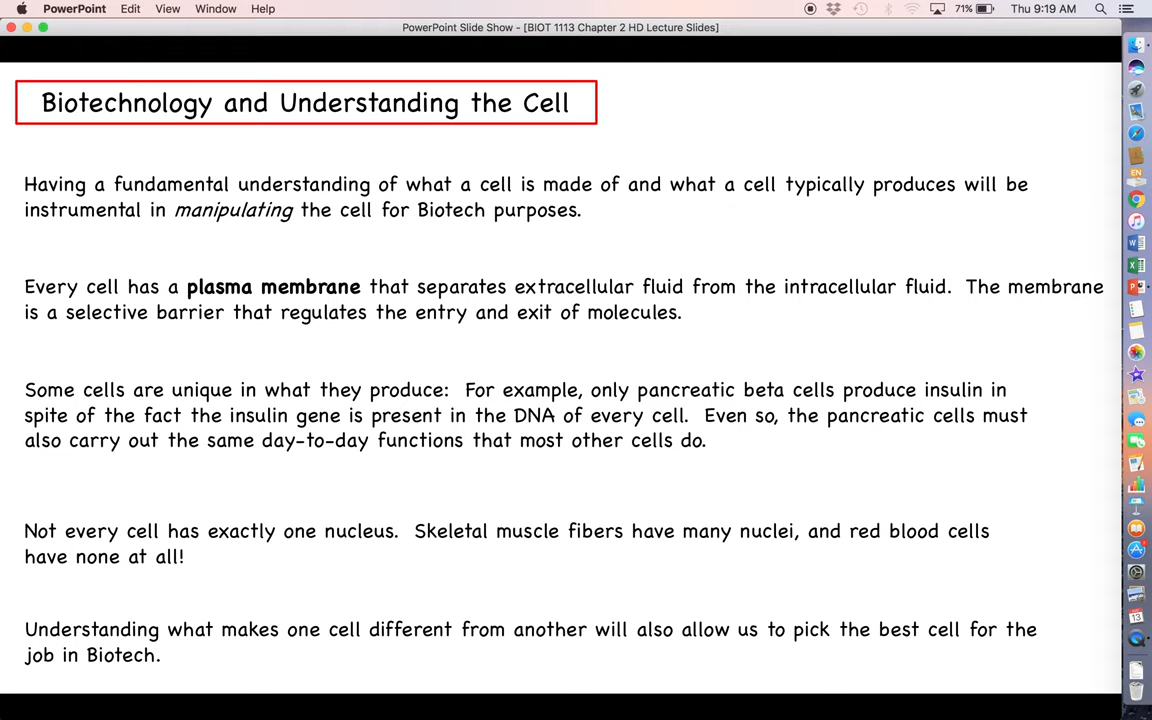 PowerPoint Edit View Window Help 71% Thu 9:19 AM
PowerPoint Slide Show - [BIOT 1113 Chapter 2 HD Lecture Slides]
Biotechnology and Understanding the Cell
Having a fundamental understanding of what a cell is made of and what a cell typically produces will be
instrumental in manipulating the cell for Biotech purposes.
Every cell has a plasma membrane that separates extracellular fluid from the intracellular fluid. The membrane
is a selective barrier that regulates the entry and exit of molecules.
Some cells are unique in what they produce: For example, only pancreatic beta cells produce insulin in
spite of the fact the insulin gene is present in the DNA of every cell. Even so, the pancreatic cells must
also carry out the same day-to-day functions that most other cells do.
Not every cell has exactly one nucleus. Skeletal muscle fibers have many nuclei, and red blood cells
have none at all!
Understanding what makes one cell different from another will also allow us to pick the best cell for the
job in Biotech.